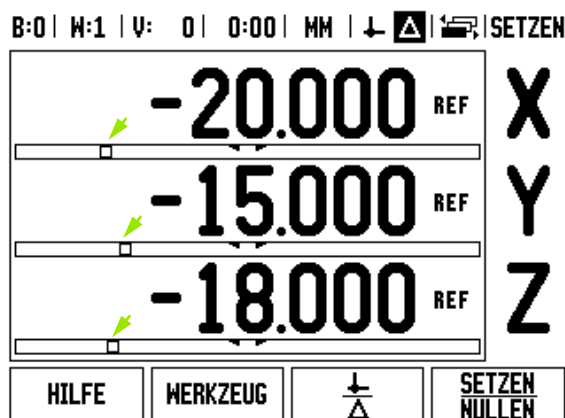 B:0 | W:1 | V: 0 | 0:00 | MM | Δ | SETZEN
-20.000 REF X
-15.000 REF Y
-18.000 REF Z
HILFE WERKZEUG Δ SETZEN
NULLEN